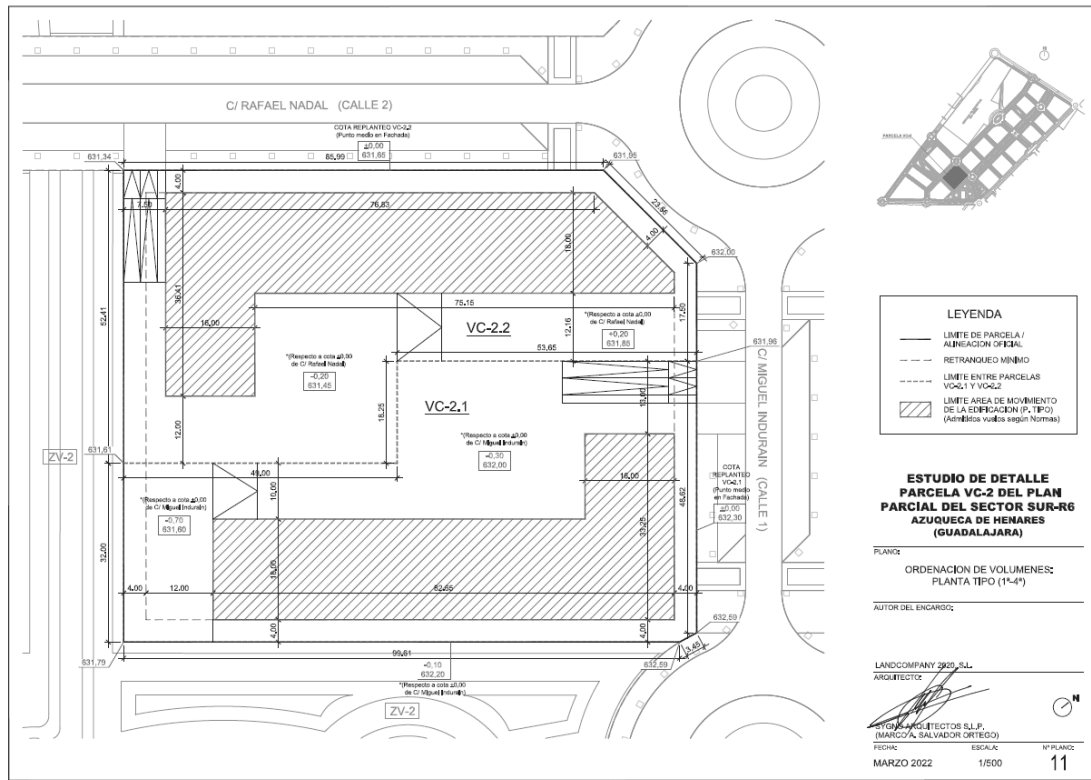 C/ RAFAEL NADAL (CALLE 2)
COTA REPLANTEO VC-2.2
(Punto medio en Fachada)
±0,00
631,65
85.99
631,34
631,95
4.00
7.50
76.83
23.66
4.00
18.00
632,00
36.41
52.41
16.00
75.15
17.50
12.16
VC-2.2
*(Respecto a cota ±0,00
de C/ Rafael Nadal)
+0,20
631,85
53,65
631,96
*(Respecto a cota ±0,00
de C/ Rafael Nadal)
-0,20
631,45
VC-2.1
18.25
12.00
*(Respecto a cota ±0,00
de C/ Miguel Indurain)
-0,30
632,00
C/ MIGUEL INDURAIN (CALLE 1)
ZV-2
631,61
49.00
10.00
16.00
COTA
REPLANTEO
VC-2.1
(Punto medio
en Fachada)
±0,00
632,30
*(Respecto a cota ±0,00
de C/ Miguel Indurain)
-0,70
631,60
48.62
33.25
32.00
4.00
12.00
18.00
82.65
4.00
4.00
4.00
632,59
631,79
99.81
632,59
3.45
-0,10
632,20
*(Respecto a cota ±0,00
de C/ Miguel Indurain)
ZV-2
N
LEYENDA
LIMITE DE PARCELA /
ALINEACION OFICIAL
RETRANQUEO MINIMO
LIMITE ENTRE PARCELAS
VC-2.1 Y VC-2.2
LIMITE AREA DE MOVIMIENTO
DE LA EDIFICACION (P. TIPO)
(Admitidos vuelos según Normas)
ESTUDIO DE DETALLE
PARCELA VC-2 DEL PLAN
PARCIAL DEL SECTOR SUR-R6
AZUQUECA DE HENARES
(GUADALAJARA)
PLANO:
ORDENACION DE VOLUMENES:
PLANTA TIPO (1ª-4ª)
AUTOR DEL ENCARGO:
LANDCOMPANY 2020, S.L.
ARQUITECTO:
SYGNO ARQUITECTOS S.L.P.
(MARCO A. SALVADOR ORTEGO)
N
FECHA: ESCALA: Nº PLANO:
MARZO 2022 1/500 11